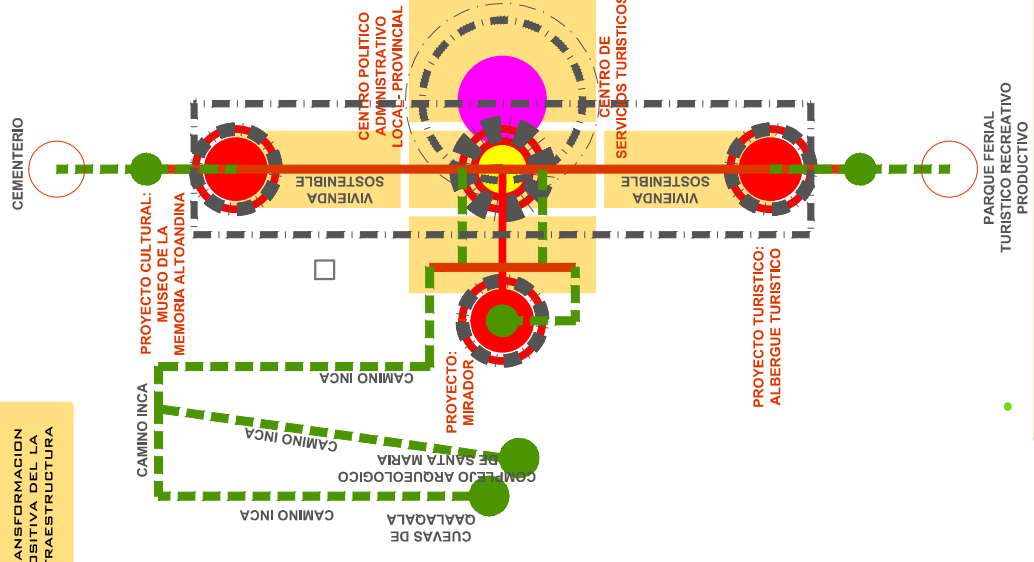 CEMENTERIO
PROYECTO CULTURAL:
MUSEO DE LA
MEMORIA ALTOANDINA
CENTRO POLITICO
ADMINISTRATIVO
LOCAL- PROVINCIAL
CENTRO DE
SERVICIOS TURISTICOS
VIVIENDA
SOSTENIBLE
VIVIENDA
SOSTENIBLE
PARQUE FERIAL
TURISTICO RECREATIVO
PRODUCTIVO
PROYECTO:
MIRADOR
PROYECTO TURISTICO:
ALBERGUE TURISTICO
CAMINO INCA
CAMINO INCA
CAMINO INCA
CAMINO INCA
COMPLEJO ARQUEOLOGICO
DE SANTA MARIA
CUEVAS DE
QAALAQALA
ANSFORMACION
OSITIVA DEL LA
TRAESTRUCTURA